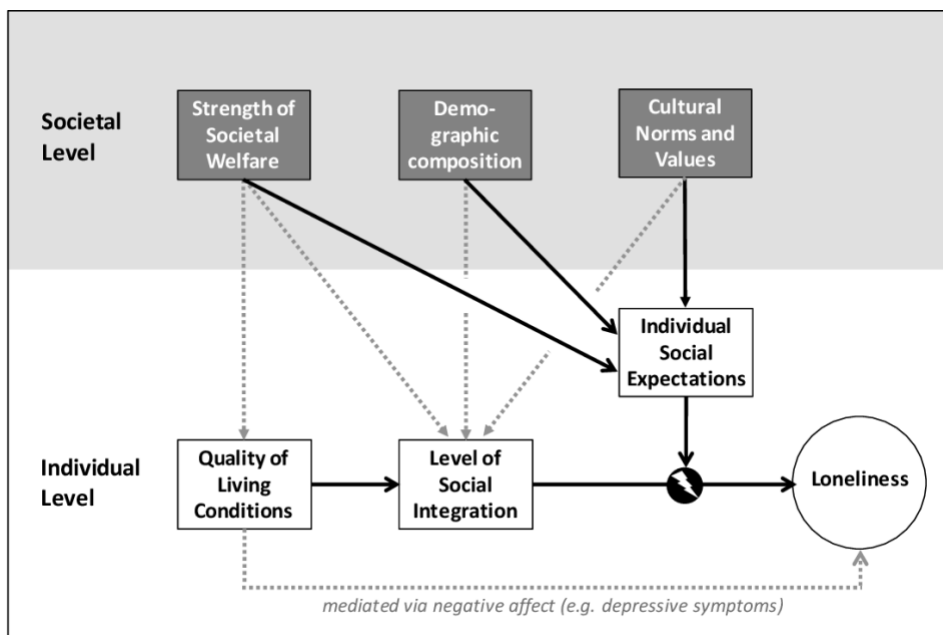 Societal
Level
Strength of
Societal
Welfare
Demo-
graphic
composition
Cultural
Norms and
Values
Individual
Social
Expectations
Individual
Level
Quality of
Living
Conditions
Level of
Social
Integration
Loneliness
mediated via negative affect (e.g. depressive symptoms)